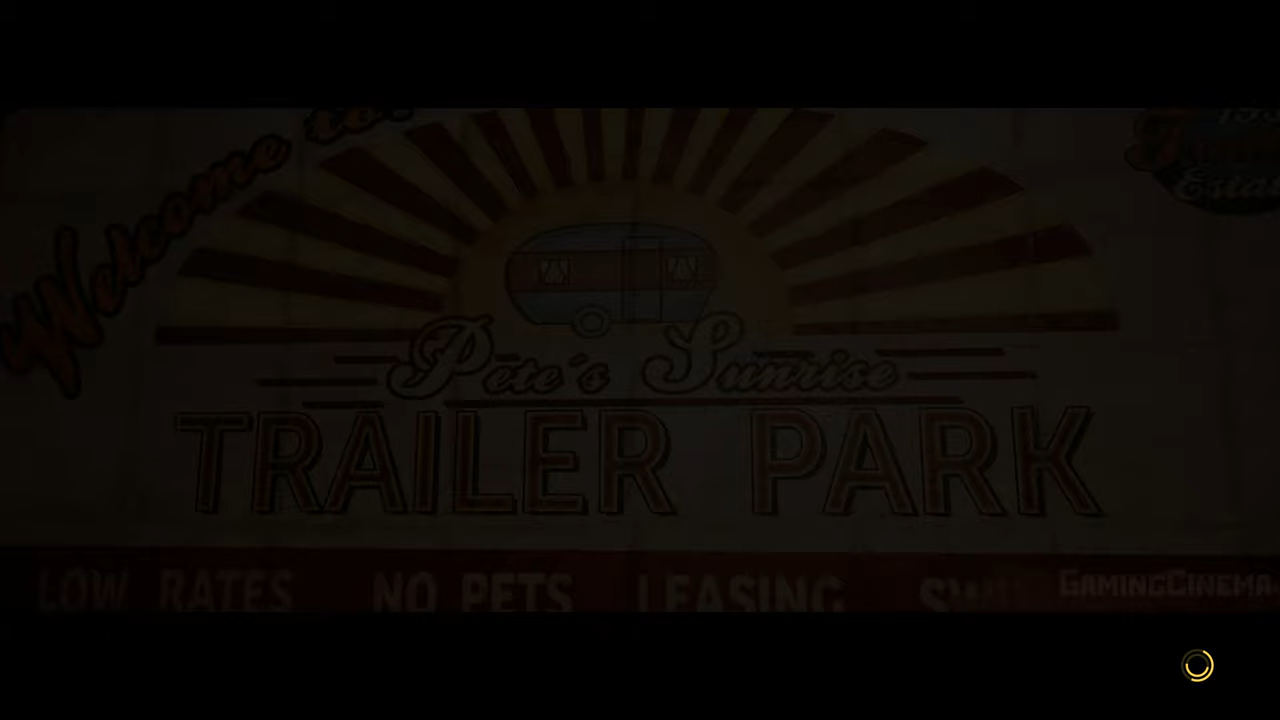 Welcome to:
Pete's Sunrise
TRAILER PARK
LOW RATES NO PETS LEASING
GAMINGCINEMA